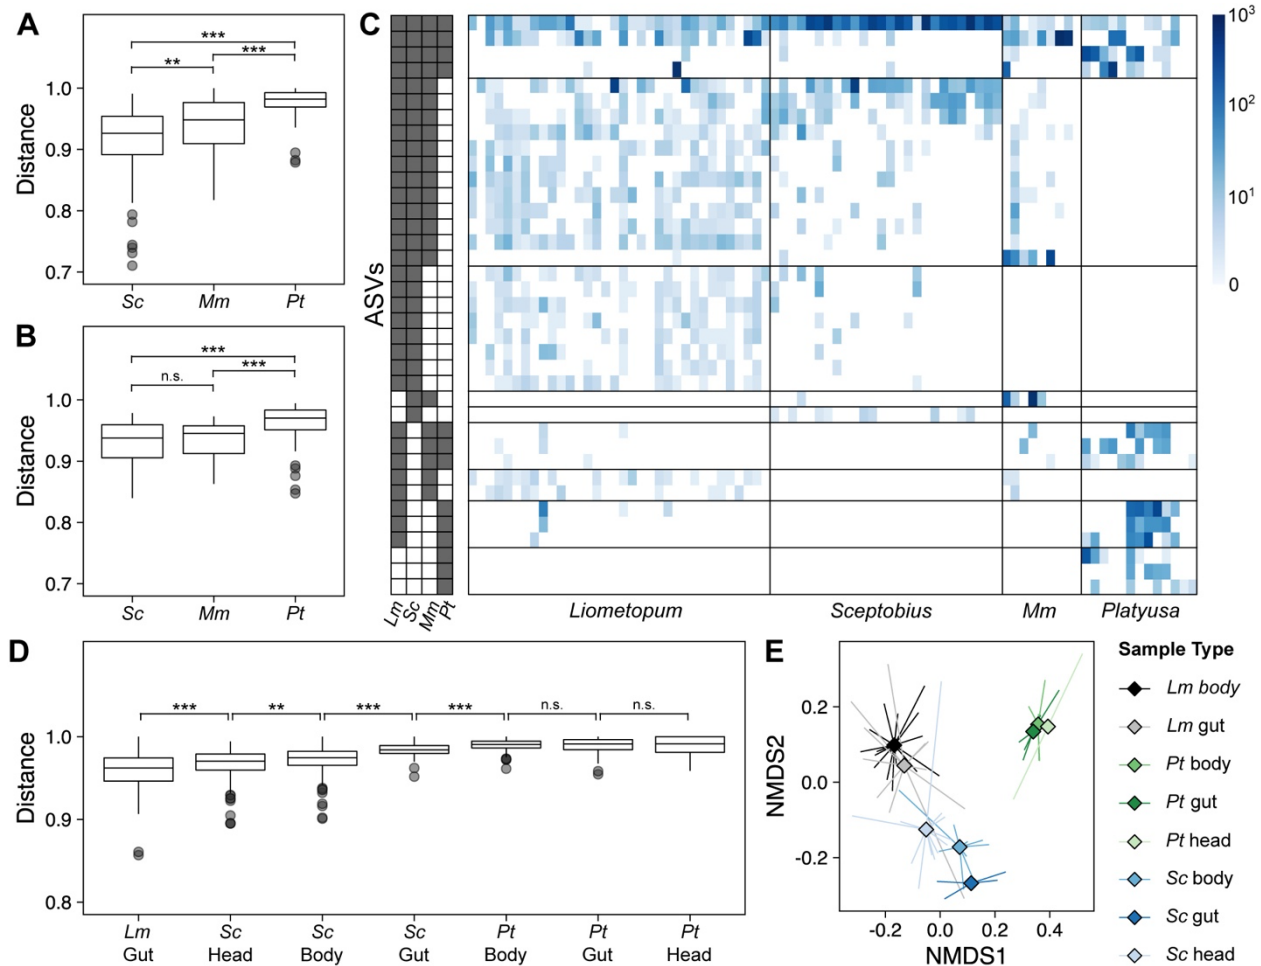 A
***
**
***
1.0
0.9
0.8
0.7
Distance
Sc
Mm
Pt
B
***
***
n.s.
1.0
0.9
0.8
0.7
Distance
Sc
Mm
Pt
C
ASVs
Lm
Sc
Mm
Pt
Liometopum
Sceptobius
Mm
Platyusa
10³
10²
10¹
0
D
***
**
***
***
n.s.
n.s.
1.0
0.9
0.8
Distance
Lm Gut
Sc Head
Sc Body
Sc Gut
Pt Body
Pt Gut
Pt Head
E
0.2
0.0
-0.2
NMDS2
-0.2
0.0
0.2
0.4
NMDS1
Sample Type
Lm body
Lm gut
Pt body
Pt gut
Pt head
Sc body
Sc gut
Sc head